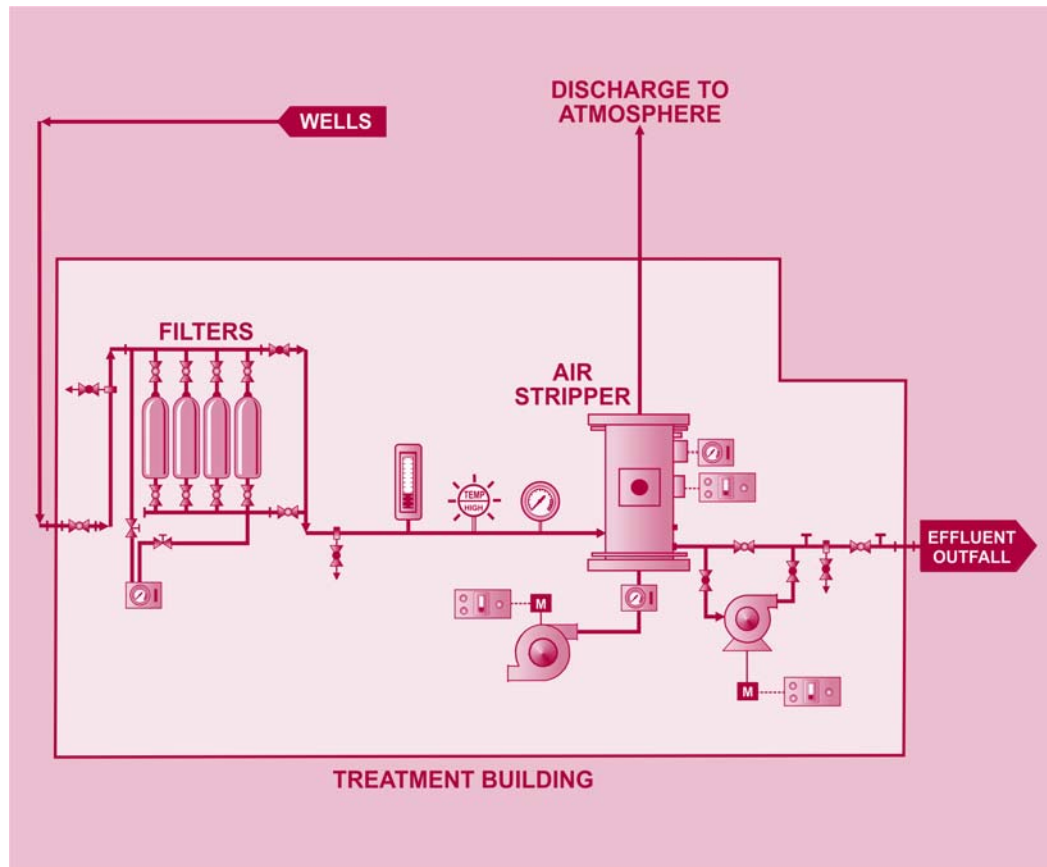 WELLS
DISCHARGE TO
ATMOSPHERE
FILTERS
AIR
STRIPPER
TEMP
HIGH
EFFLUENT
OUTFALL
M
M
TREATMENT BUILDING